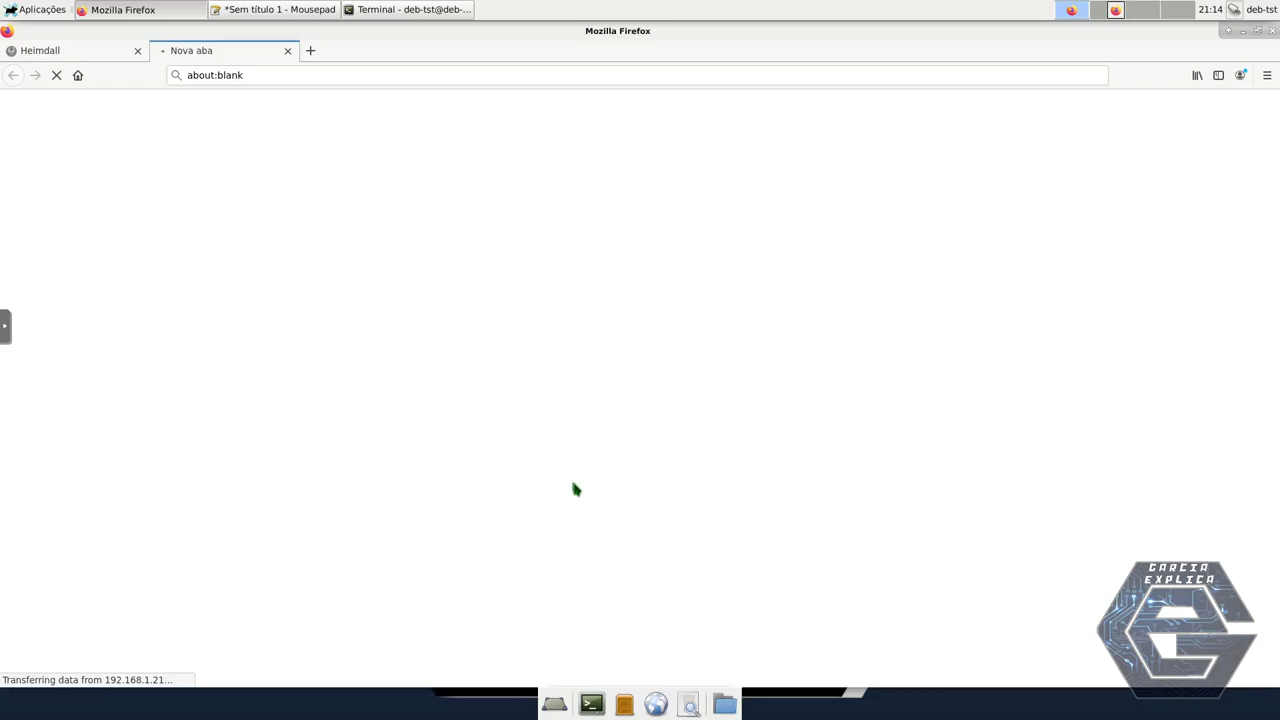 Aplicações
Mozilla Firefox
*Sem título 1 - Mousepad
Terminal - deb-tst@deb-...
21:14
deb-tst
Mozilla Firefox
Heimdall
Nova aba
about:blank
GARCIA
EXPLICA
Transferring data from 192.168.1.21...